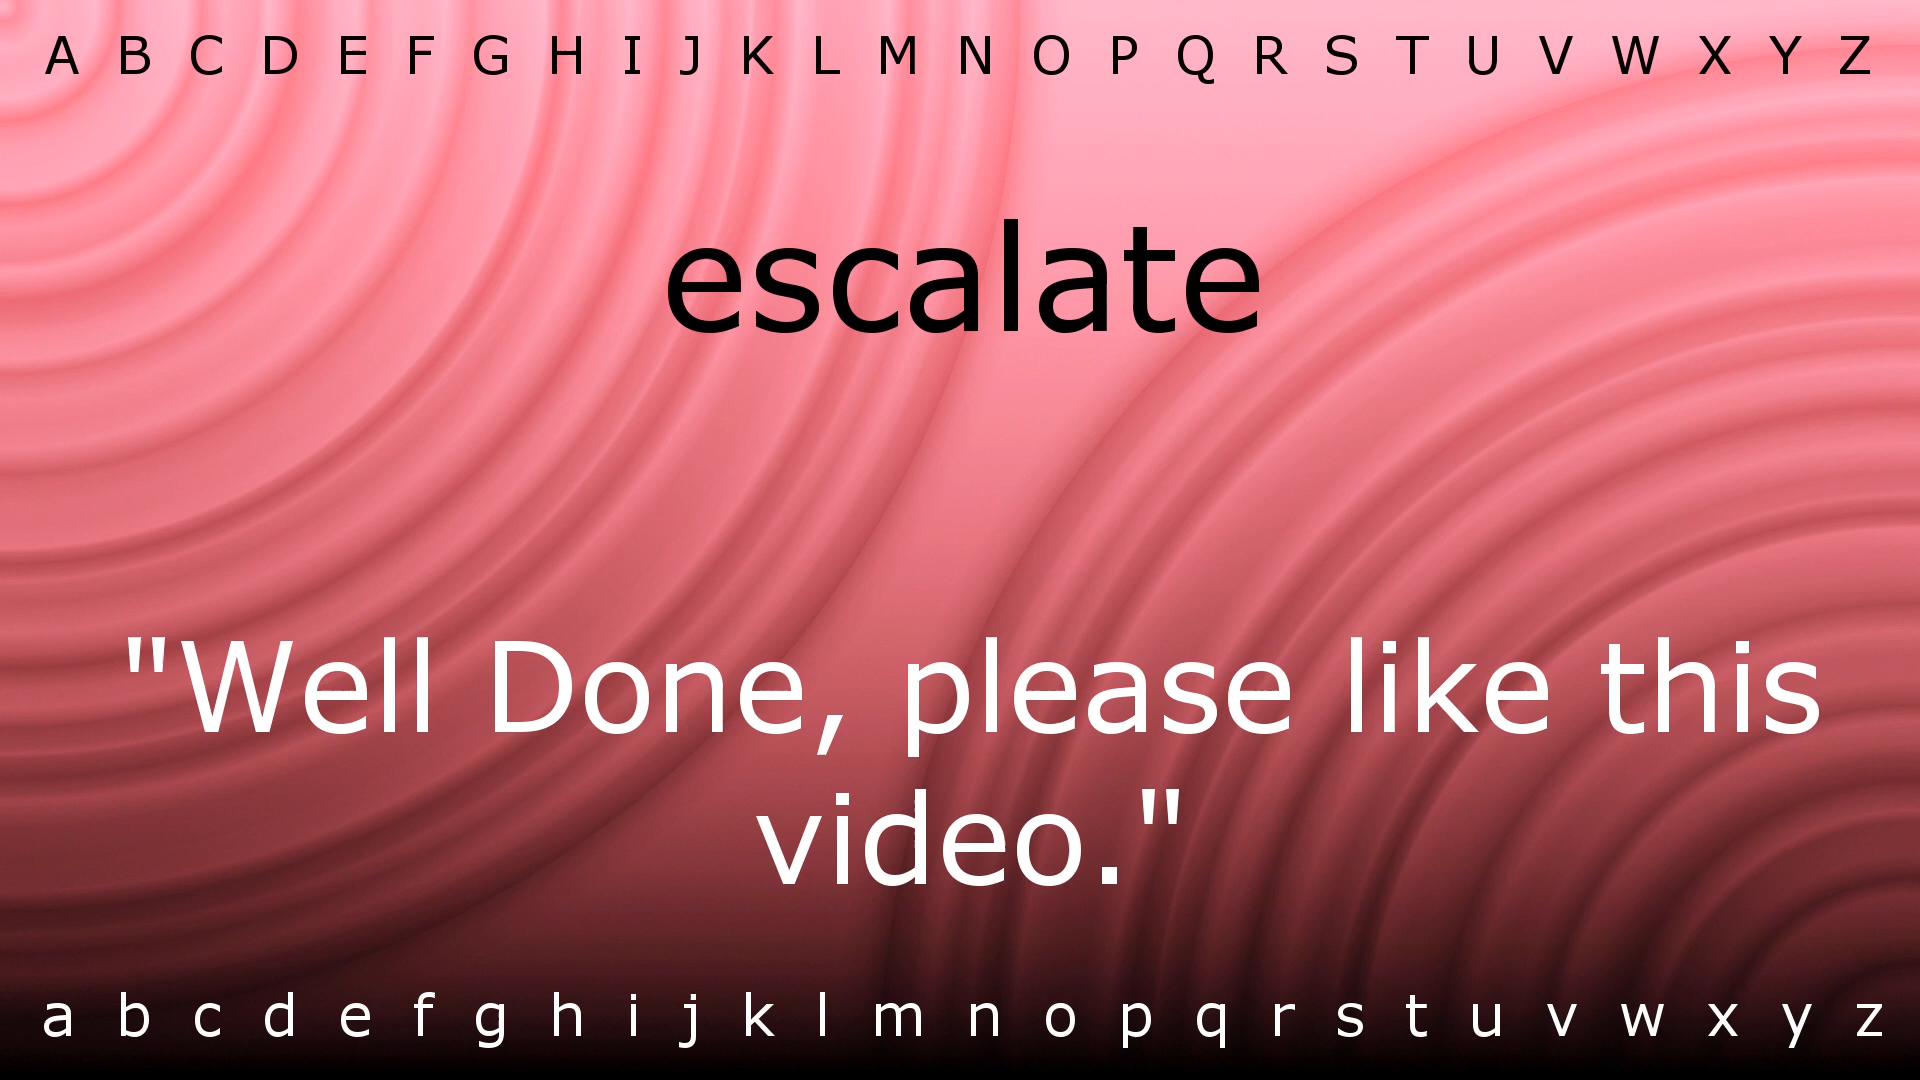 A B C D E F G H I J K L M N O P Q R S T U V W X Y Z
escalate
"Well Done, please like this
video."
a b c d e f g h i j k l m n o p q r s t u v w x y z